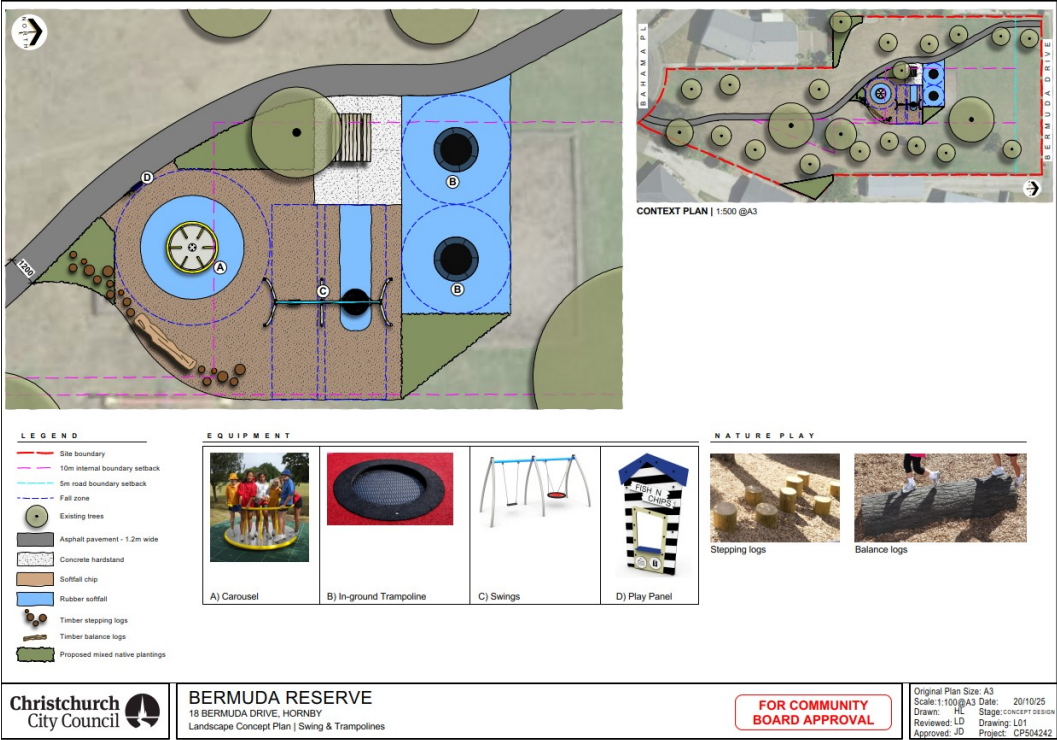 NORTH
D
A
B
B
C
1200
BAHAMA PL
BERMUDA DRIVE
CONTEXT PLAN | 1:500 @A3
LEGEND
Site boundary
10m internal boundary setback
5m road boundary setback
Fall zone
Existing trees
Asphalt pavement - 1.2m wide
Concrete hardstand
Softfall chip
Rubber softfall
Timber stepping logs
Timber balance logs
Proposed mixed native plantings
EQUIPMENT
FISH N
CHIPS
B
A) Carousel
B) In-ground Trampoline
C) Swings
D) Play Panel
NATURE PLAY
Stepping logs
Balance logs
Christchurch
City Council
BERMUDA RESERVE
18 BERMUDA DRIVE, HORNBY
Landscape Concept Plan | Swing & Trampolines
FOR COMMUNITY
BOARD APPROVAL
Original Plan Size: A3
Scale:1:100@A3 Date: 20/10/25
Drawn: HL Stage: CONCEPT DESIGN
Reviewed: LD Drawing: L01
Approved: JD Project: CP504242